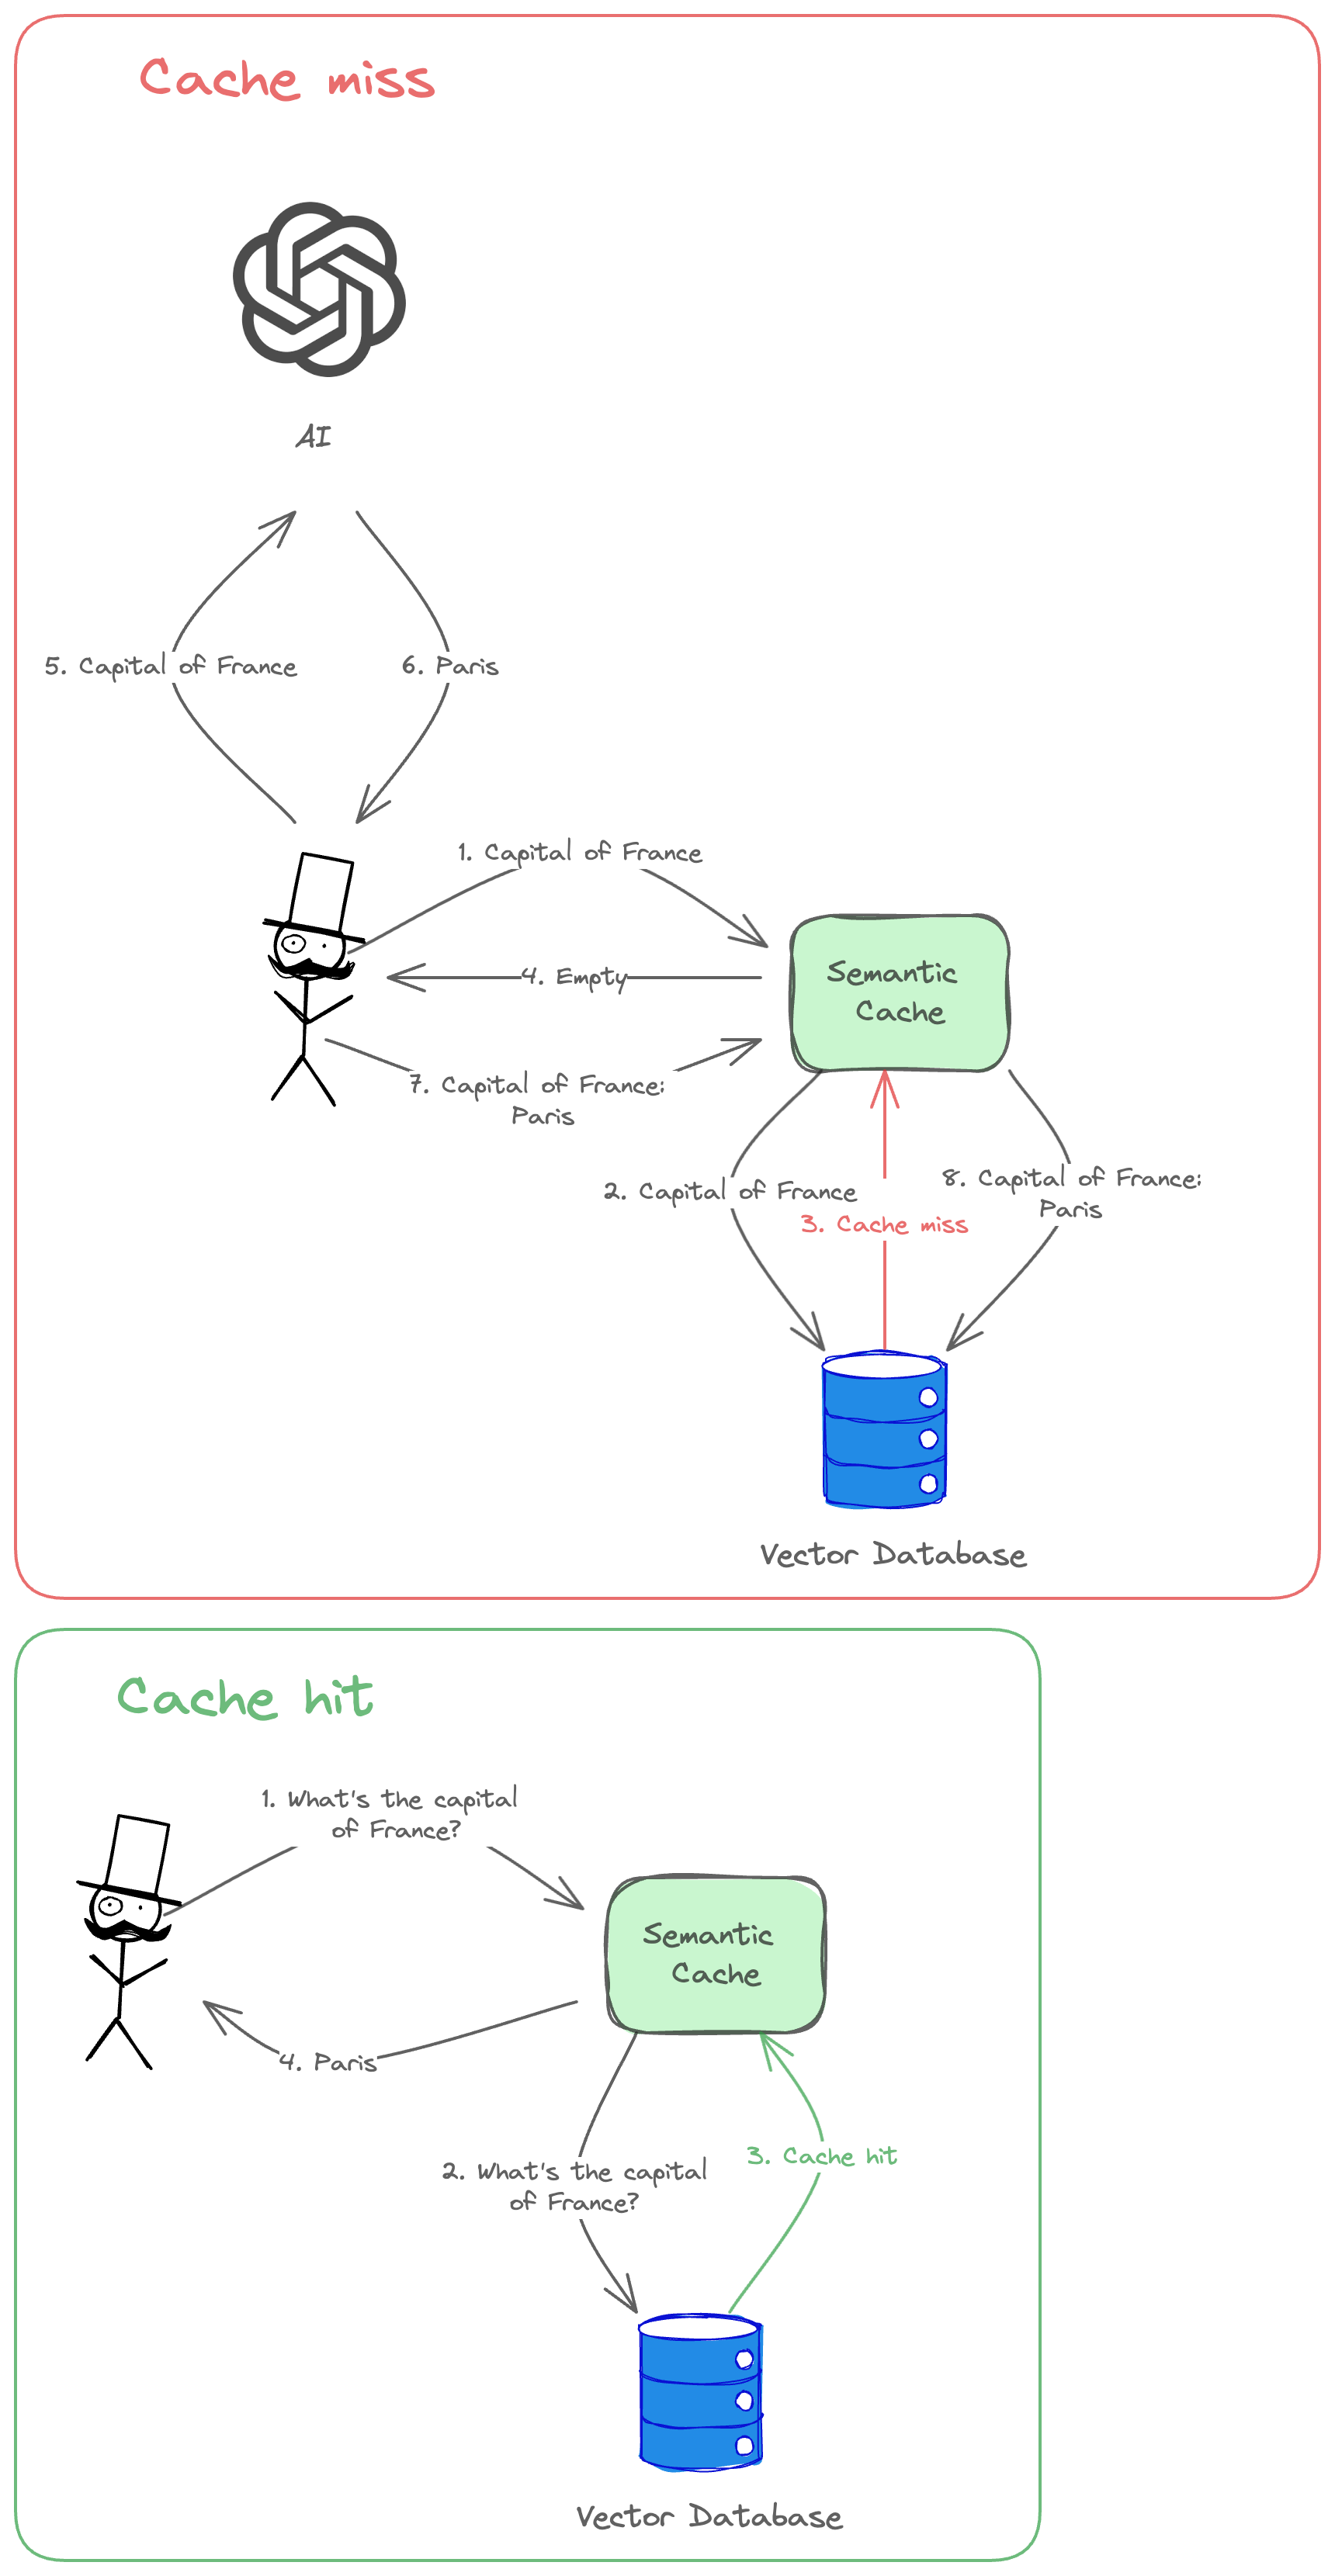 Cache miss
AI
5. Capital of France
6. Paris
1. Capital of France
4. Empty
7. Capital of France:
Paris
Semantic
Cache
2. Capital of France
3. Cache miss
8. Capital of France:
Paris
Vector Database
Cache hit
1. What's the capital
of France?
Semantic
Cache
4. Paris
2. What's the capital
of France?
3. Cache hit
Vector Database